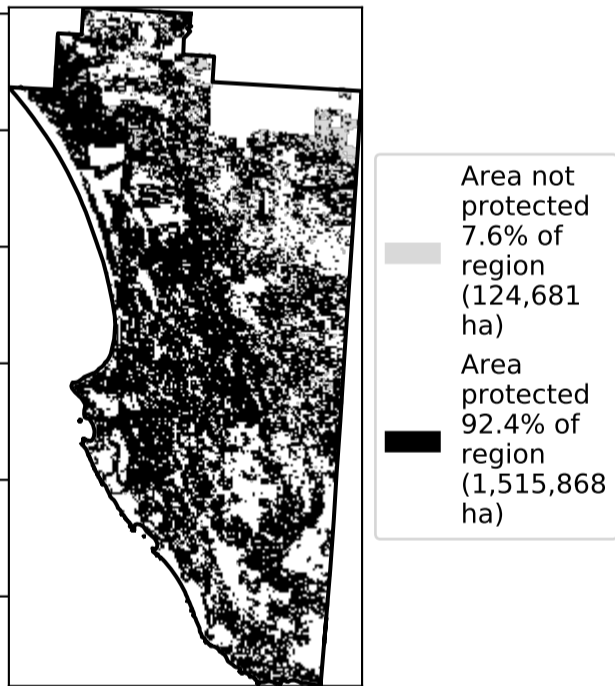 Area not
protected
7.6% of
region
(124,681
ha)
Area
protected
92.4% of
region
(1,515,868
ha)